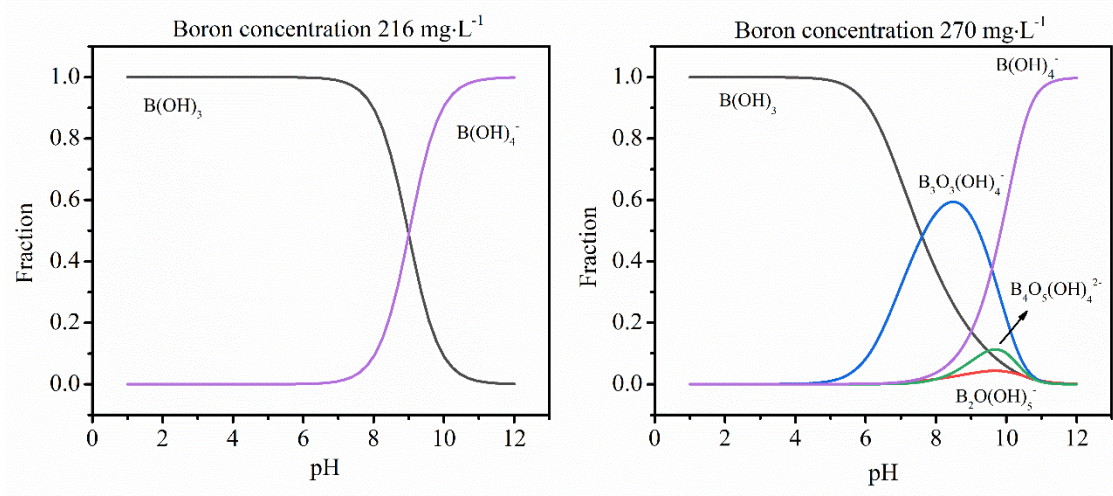 Boron concentration 216 mg·L⁻¹
1.0
0.8
0.6
0.4
0.2
0.0
Fraction
B(OH)₃
B(OH)₄⁻
0 2 4 6 8 10 12
pH
Boron concentration 270 mg·L⁻¹
1.0
0.8
0.6
0.4
0.2
0.0
Fraction
B(OH)₄⁻
B(OH)₃
B₃O₃(OH)₄⁻
B₄O₅(OH)₄²⁻
B₂O(OH)₅⁻
0 2 4 6 8 10 12
pH